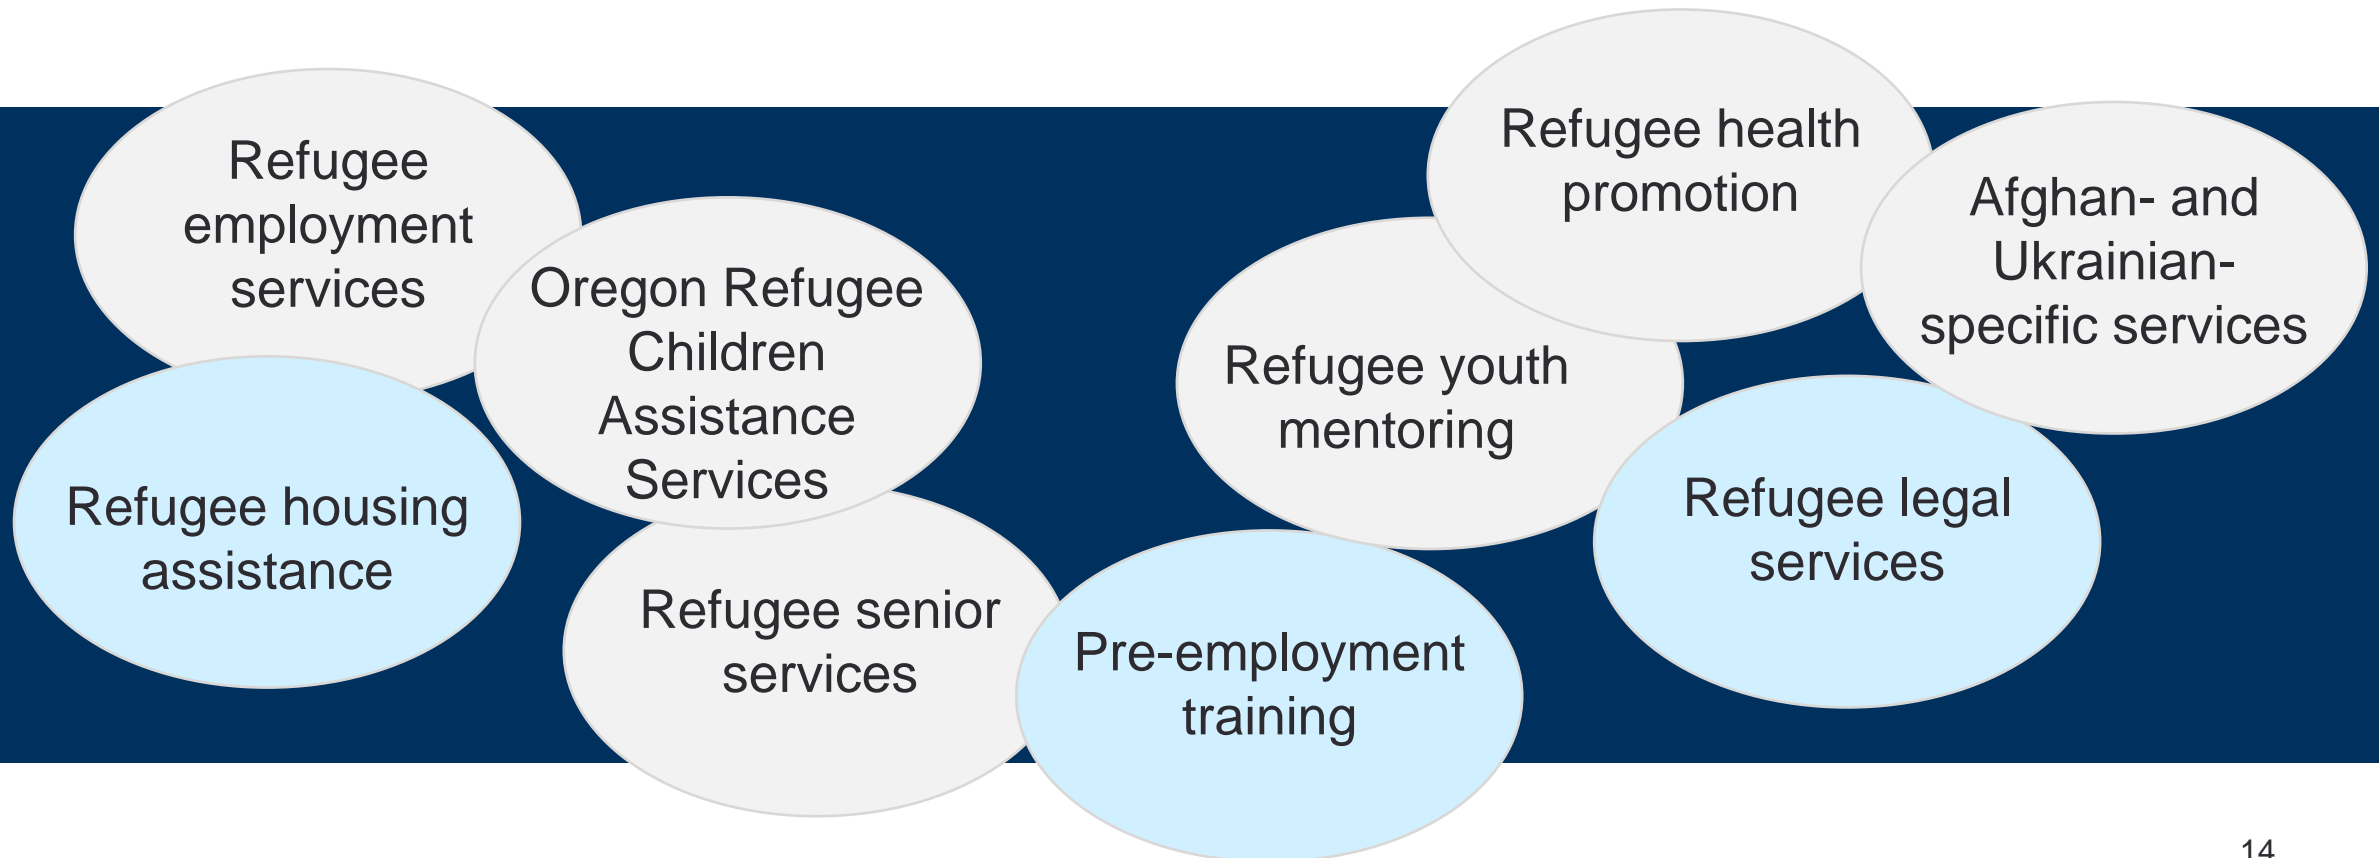 Refugee
employment
services
Oregon Refugee
Children
Assistance
Services
Refugee housing
assistance
Refugee senior
services
Refugee health
promotion
Afghan- and
Ukrainian-
specific services
Refugee youth
mentoring
Refugee legal
services
Pre-employment
training
14